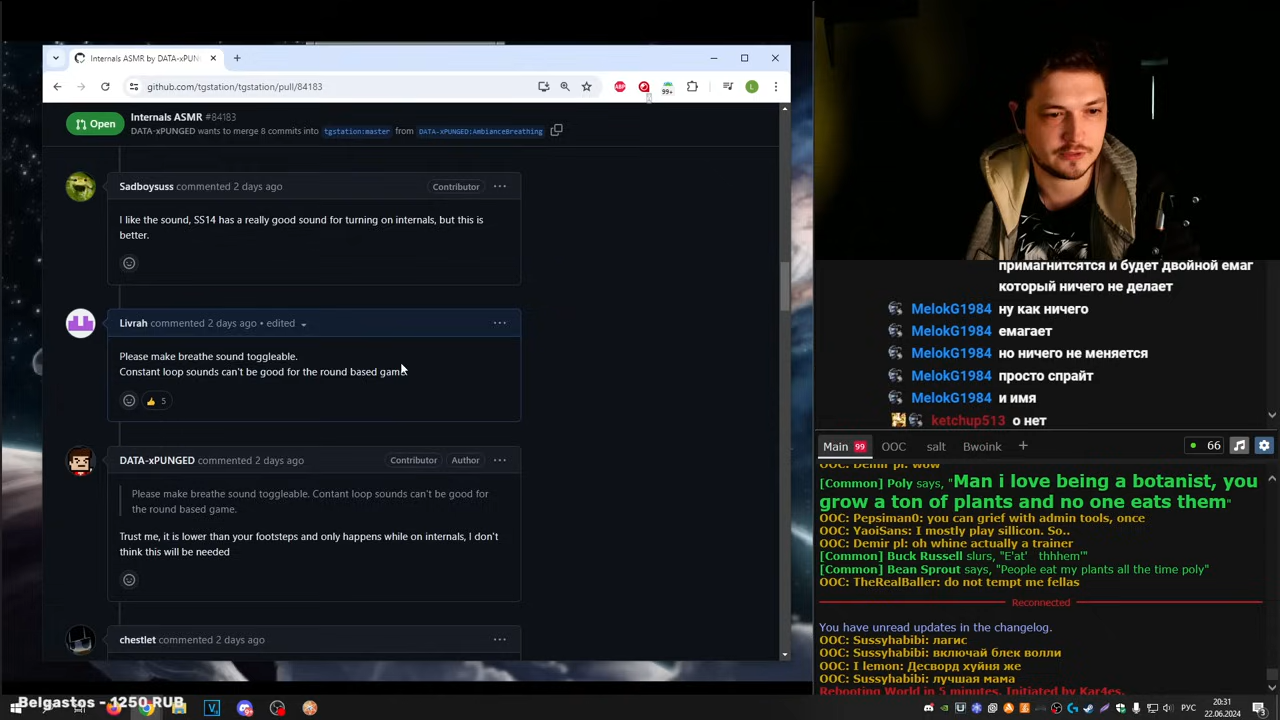 Internals ASMR by DATA-xPUN
github.com/tgstation/tgstation/pull/84183
ABP
99+
L
Open
Internals ASMR #84183
DATA-xPUNGED wants to merge 8 commits into tgstation:master from DATA-xPUNGED:AmbianceBreathing
Sadboysuss commented 2 days ago
Contributor
I like the sound, SS14 has a really good sound for turning on internals, but this is
better.
Livrah commented 2 days ago • edited
Please make breathe sound toggleable.
Constant loop sounds can't be good for the round based game.
👍 5
DATA-xPUNGED commented 2 days ago
Contributor
Author
Please make breathe sound toggleable. Contant loop sounds can't be good for
the round based game.
Trust me, it is lower than your footsteps and only happens while on internals, I don't
think this will be needed
chestlet commented 2 days ago
примагнитсятся и будет двойной емаг
который ничего не делает
MelokG1984 ну как ничего
MelokG1984 емагает
MelokG1984 но ничего не меняется
MelokG1984 просто спрайт
MelokG1984 и имя
ketchup513 о нет
Main 99 OOC salt Bwoink +
66
OOC: Demir pl: wow
[Common] Poly says, "Man i love being a botanist, you
grow a ton of plants and no one eats them"
OOC: Pepsiman0: you can grief with admin tools, once
OOC: YaoiSans: I mostly play sillicon. So..
OOC: Demir pl: oh whine actually a trainer
[Common] Buck Russell slurs, "E'at' thhhem'"
[Common] Bean Sprout says, "People eat my plants all the time poly"
OOC: TheRealBaller: do not tempt me fellas
Reconnected
You have unread updates in the changelog.
OOC: Sussyhabibi: лагис
OOC: Sussyhabibi: включай блек волли
OOC: I lemon: Десворд хуйня же
OOC: Sussyhabibi: лучшая мама
Rebooting World in 5 minutes. Initiated by Kar4es.
Belgastos - 1250 RUB
РУС
20:31
22.06.2024